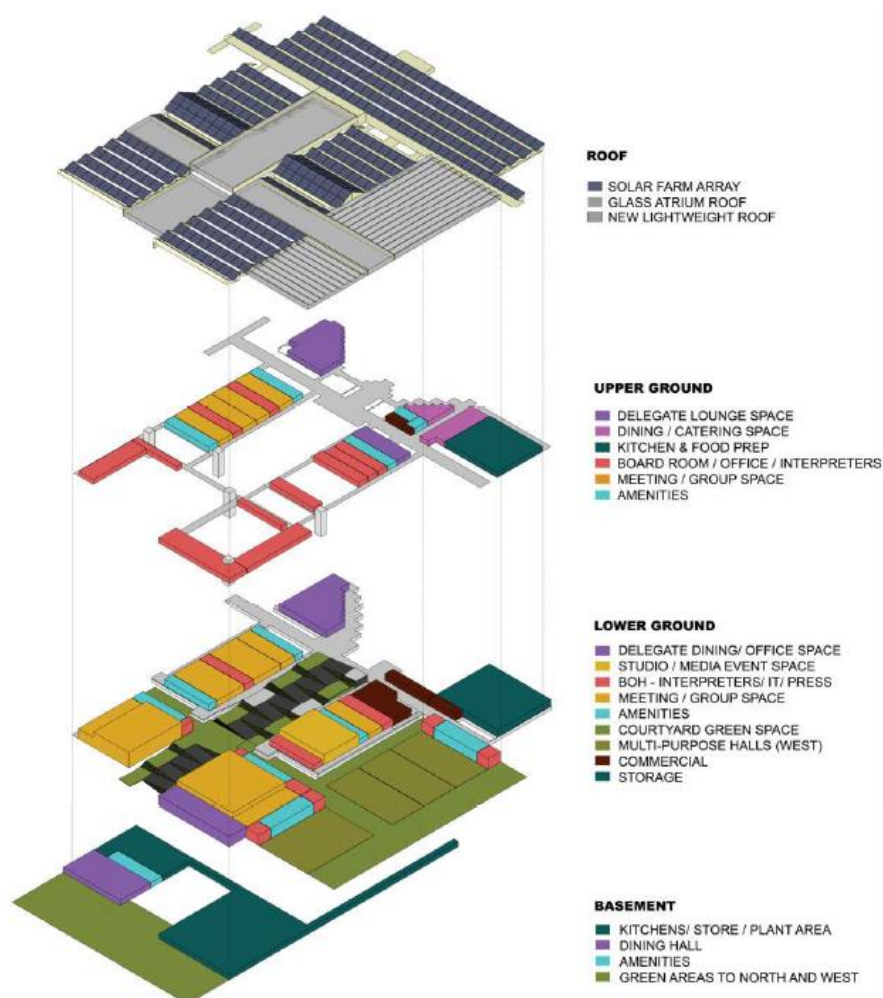 ROOF
SOLAR FARM ARRAY
GLASS ATRIUM ROOF
NEW LIGHTWEIGHT ROOF
UPPER GROUND
DELEGATE LOUNGE SPACE
DINING / CATERING SPACE
KITCHEN & FOOD PREP
BOARD ROOM / OFFICE / INTERPRETERS
MEETING / GROUP SPACE
AMENITIES
LOWER GROUND
DELEGATE DINING/ OFFICE SPACE
STUDIO / MEDIA EVENT SPACE
BOH - INTERPRETERS/ IT/ PRESS
MEETING / GROUP SPACE
AMENITIES
COURTYARD GREEN SPACE
MULTI-PURPOSE HALLS (WEST)
COMMERCIAL
STORAGE
BASEMENT
KITCHENS/ STORE / PLANT AREA
DINING HALL
AMENITIES
GREEN AREAS TO NORTH AND WEST